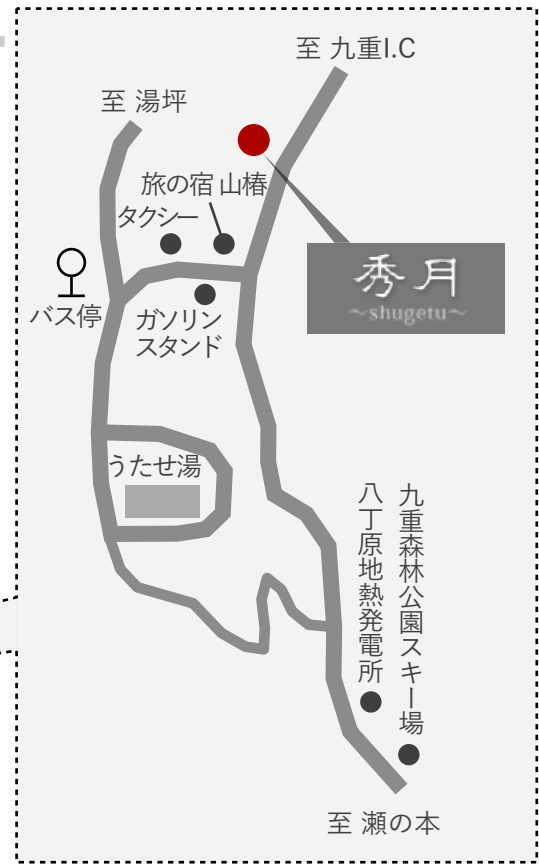 至 九重I.C
至 湯坪
旅の宿 山椿
タクシー
秀月
～shugetu～
バス停
ガソリン
スタンド
うたせ湯
九重森林公園スキー場
八丁原地熱発電所
至 瀬の本